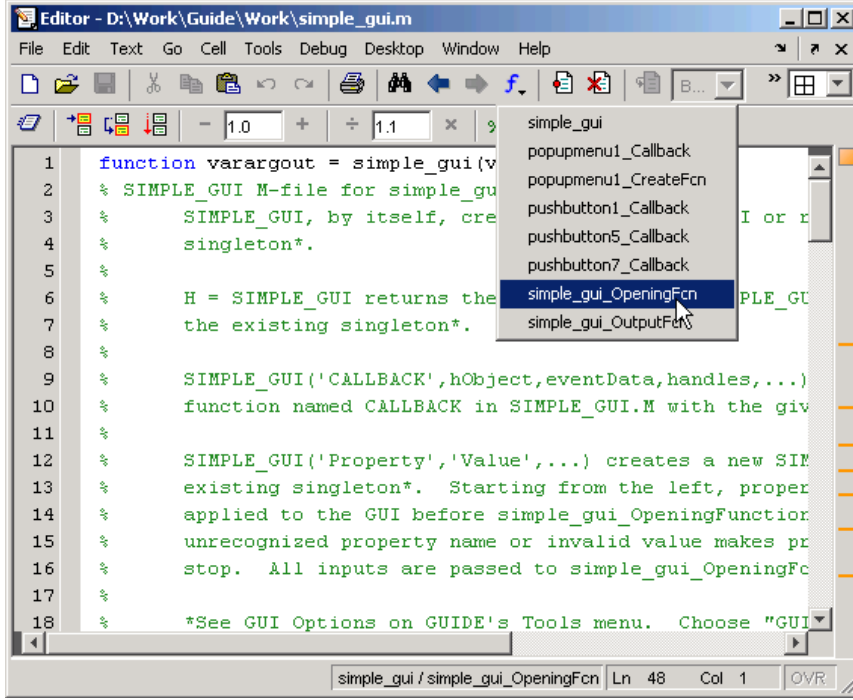 Editor - D:\Work\Guide\Work\simple_gui.m
File Edit Text Go Cell Tools Debug Desktop Window Help
B...
1.0
1.1
simple_gui
popupmenu1_Callback
popupmenu1_CreateFcn
pushbutton1_Callback
pushbutton5_Callback
pushbutton7_Callback
simple_gui_OpeningFcn
simple_gui_OutputFcn
1 function varargout = simple_gui(v
2 % SIMPLE_GUI M-file for simple_gu
3 % SIMPLE_GUI, by itself, cre I or r
4 % singleton*.
5 %
6 % H = SIMPLE_GUI returns the PLE_GU
7 % the existing singleton*.
8 %
9 % SIMPLE_GUI('CALLBACK',hObject,eventData,handles,...)
10 % function named CALLBACK in SIMPLE_GUI.M with the giv
11 %
12 % SIMPLE_GUI('Property','Value',...) creates a new SIM
13 % existing singleton*. Starting from the left, proper
14 % applied to the GUI before simple_gui_OpeningFunction
15 % unrecognized property name or invalid value makes pr
16 % stop. All inputs are passed to simple_gui_OpeningFc
17 %
18 % *See GUI Options on GUIDE's Tools menu. Choose "GUI
simple_gui / simple_gui_OpeningFcn Ln 48 Col 1 OVR